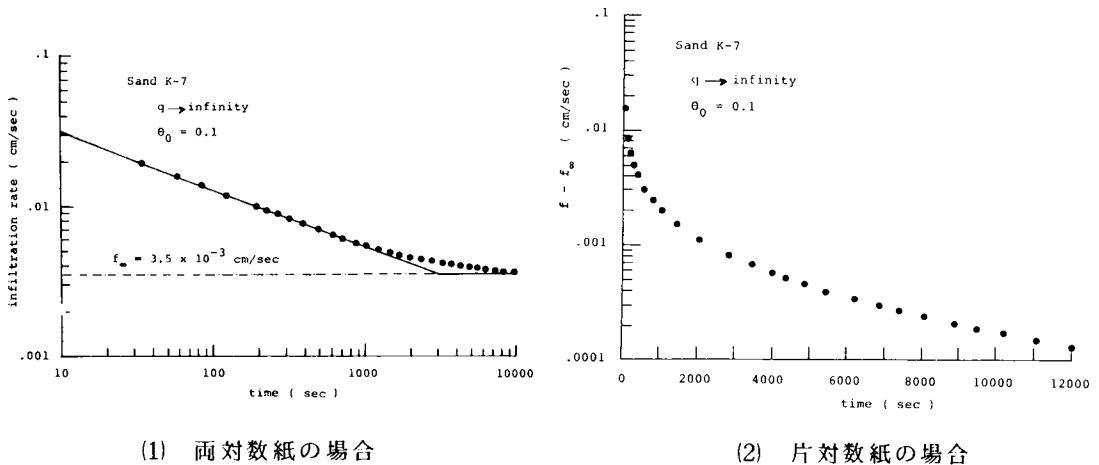 .1
Sand K-7
q → infinity
θ0 = 0.1
.01
f∞ = 3.5 x 10-3 cm/sec
.001
10
100
1000
10000
infiltration rate ( cm/sec )
time ( sec )
(1) 両対数紙の場合
.1
Sand K-7
q → infinity
θ0 = 0.1
.01
.001
.0001
0
2000
4000
6000
8000
10000
12000
f - f∞ ( cm/sec )
time ( sec )
(2) 片対数紙の場合